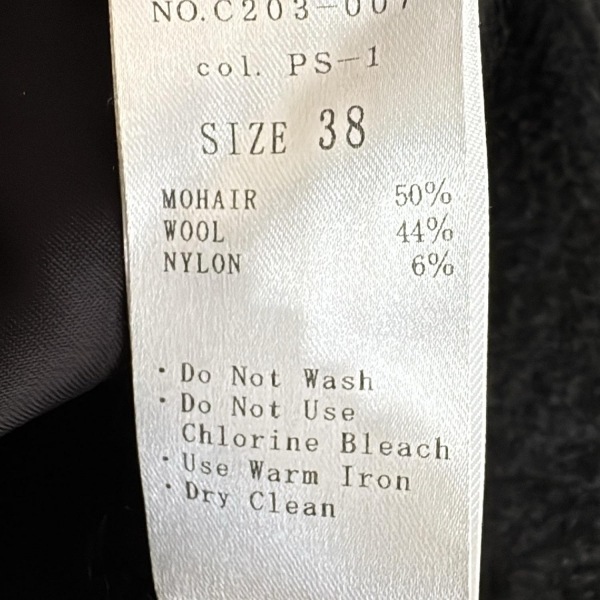 NO. C203-007
col. PS-1
SIZE 38
MOHAIR 50%
WOOL 44%
NYLON 6%
・Do Not Wash
・Do Not Use
Chlorine Bleach
・Use Warm Iron
・Dry Clean